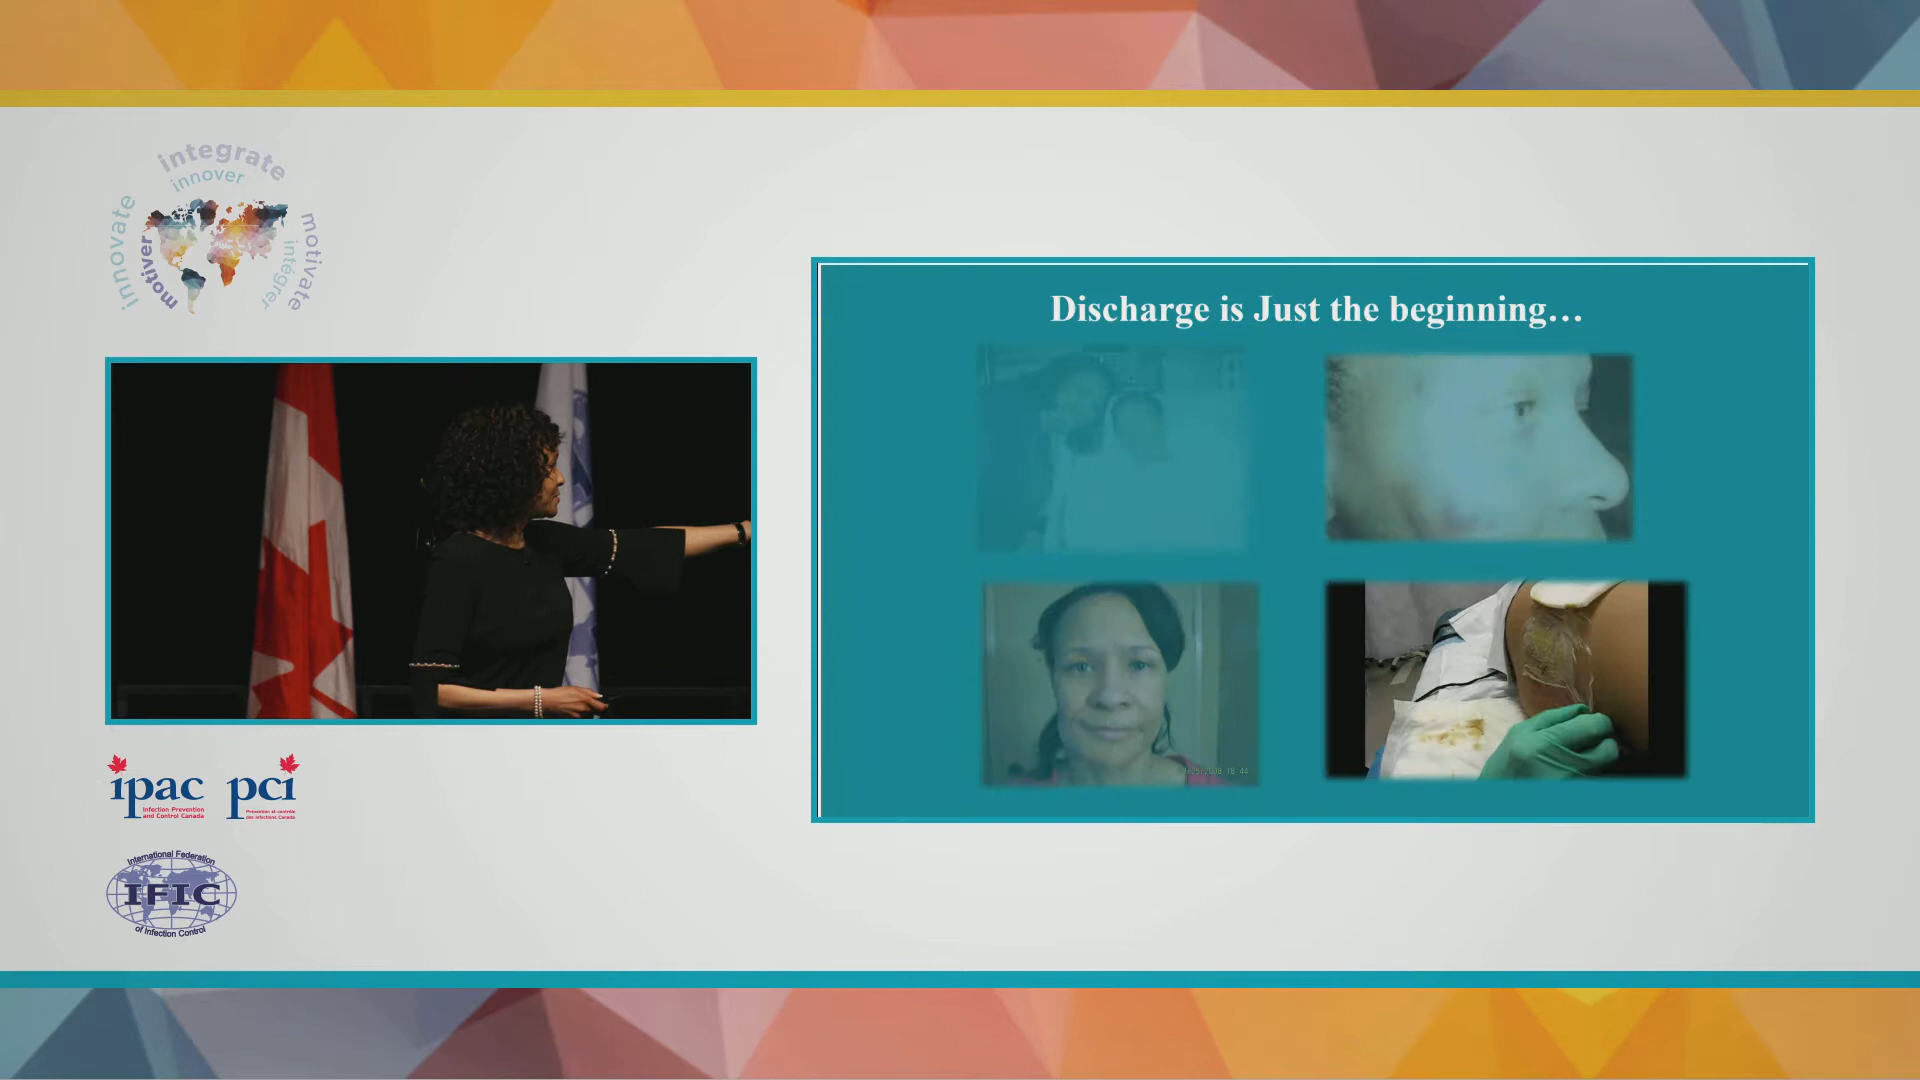 integrate
innover
innovate
motiver
motivate
intégrer
Discharge is Just the beginning…
ipac
Infection Prevention
and Control Canada
pci
Prévention et contrôle
des infections Canada
International Federation
IFIC
of Infection Control